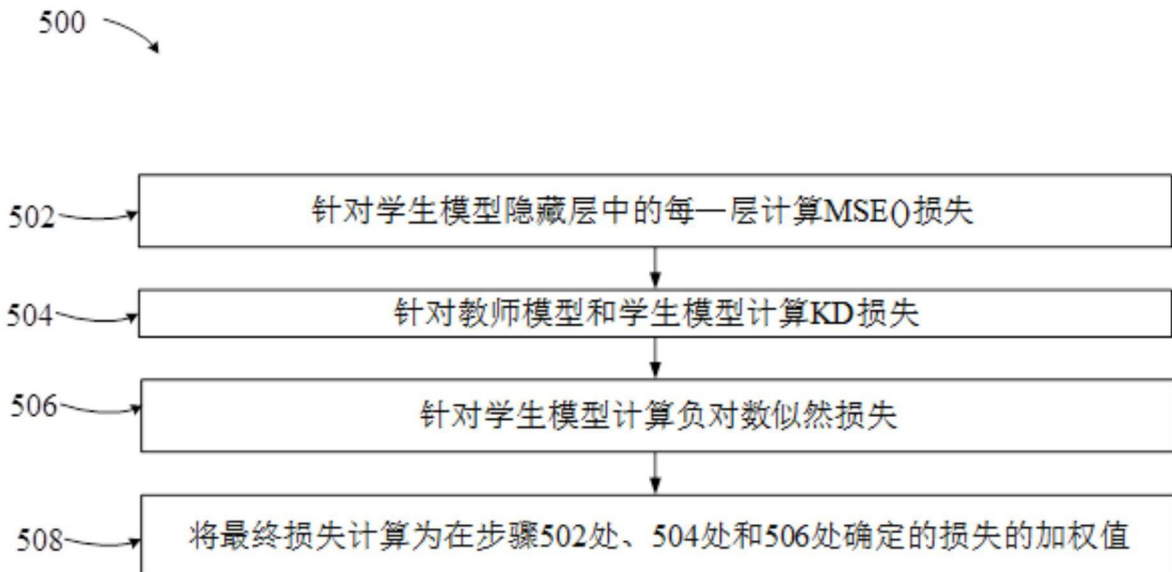 500
502
针对学生模型隐藏层中的每一层计算MSE()损失
504
针对教师模型和学生模型计算KD损失
506
针对学生模型计算负对数似然损失
508
将最终损失计算为在步骤502处、504处和506处确定的损失的加权值